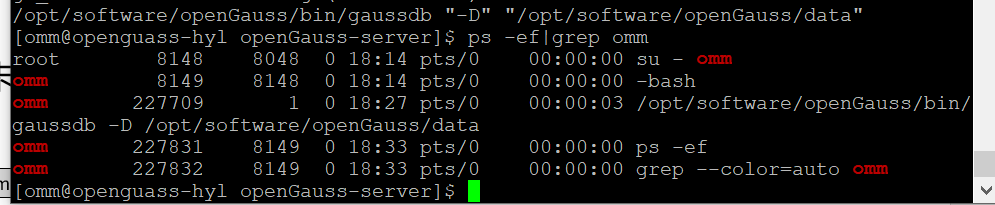 /opt/software/openGauss/bin/gaussdb "-D" "/opt/software/openGauss/data"
[omm@openguass-hyl openGauss-server]$ ps -ef|grep omm
root        8148    8048  0 18:14 pts/0    00:00:00 su - omm
omm         8149    8148  0 18:14 pts/0    00:00:00 -bash
omm       227709       1  0 18:27 pts/0    00:00:03 /opt/software/openGauss/bin/
gaussdb -D /opt/software/openGauss/data
omm       227831    8149  0 18:33 pts/0    00:00:00 ps -ef
omm       227832    8149  0 18:33 pts/0    00:00:00 grep --color=auto omm
[omm@openguass-hyl openGauss-server]$